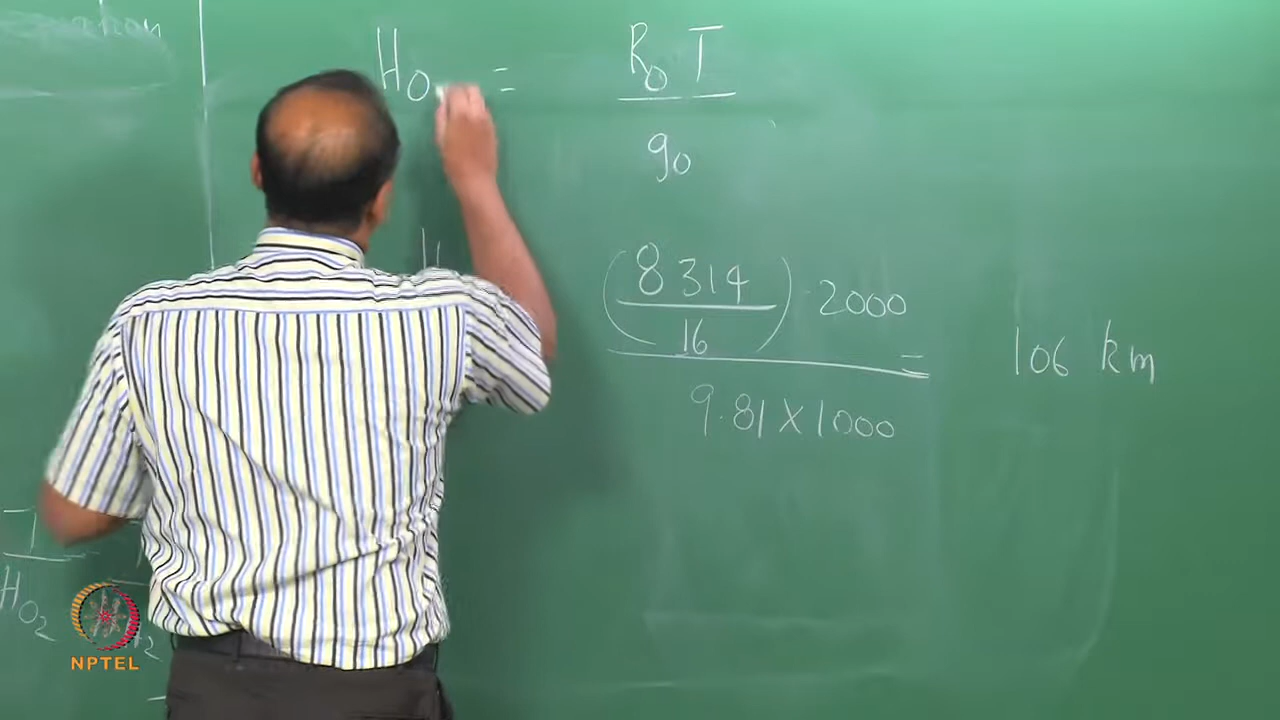 H₀ = R₀ T
g₀
( 8314 / 16 ) · 2000 = 106 km
9.81 X 1000
T
H O₂
NPTEL